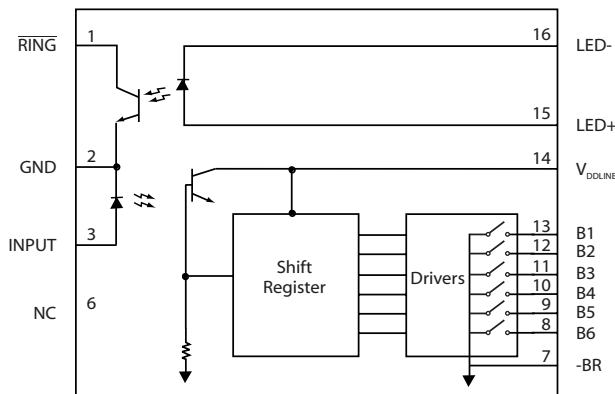 RING 1
GND 2
INPUT 3
NC 6
16 LED-
15 LED+
14 VDDLINE
Shift
Register
Drivers
13 B1
12 B2
11 B3
10 B4
9 B5
8 B6
7 -BR